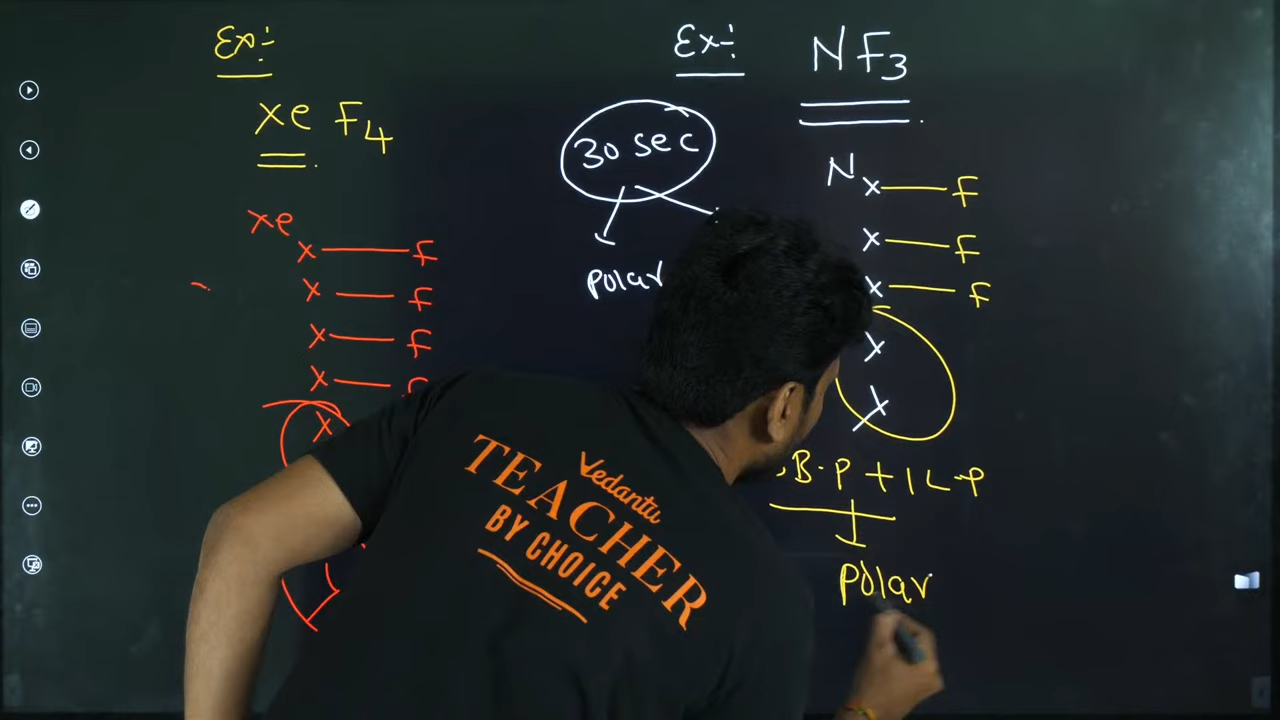 Ex:-
xe F4
xe x — F
x — F
x — F
x —
x
Ex:-
NF3
30 sec
polar
N x — F
x — F
x — F
x
x
B.P + 1 L-P
polar
Vedantu
TEACHER
BY CHOICE